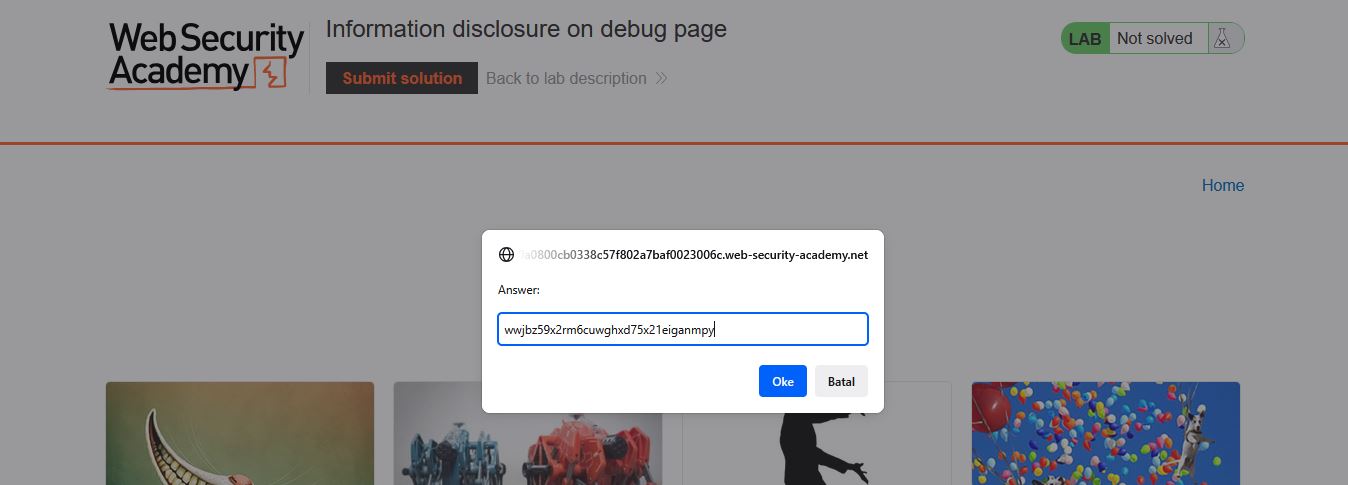 Web Security
Academy
Information disclosure on debug page
Submit solution
Back to lab description
LAB
Not solved
Home
a0800cb0338c57f802a7baf0023006c.web-security-academy.net
Answer:
wwjbz59x2rm6cuwghxd75x21eiganmpy
Oke
Batal